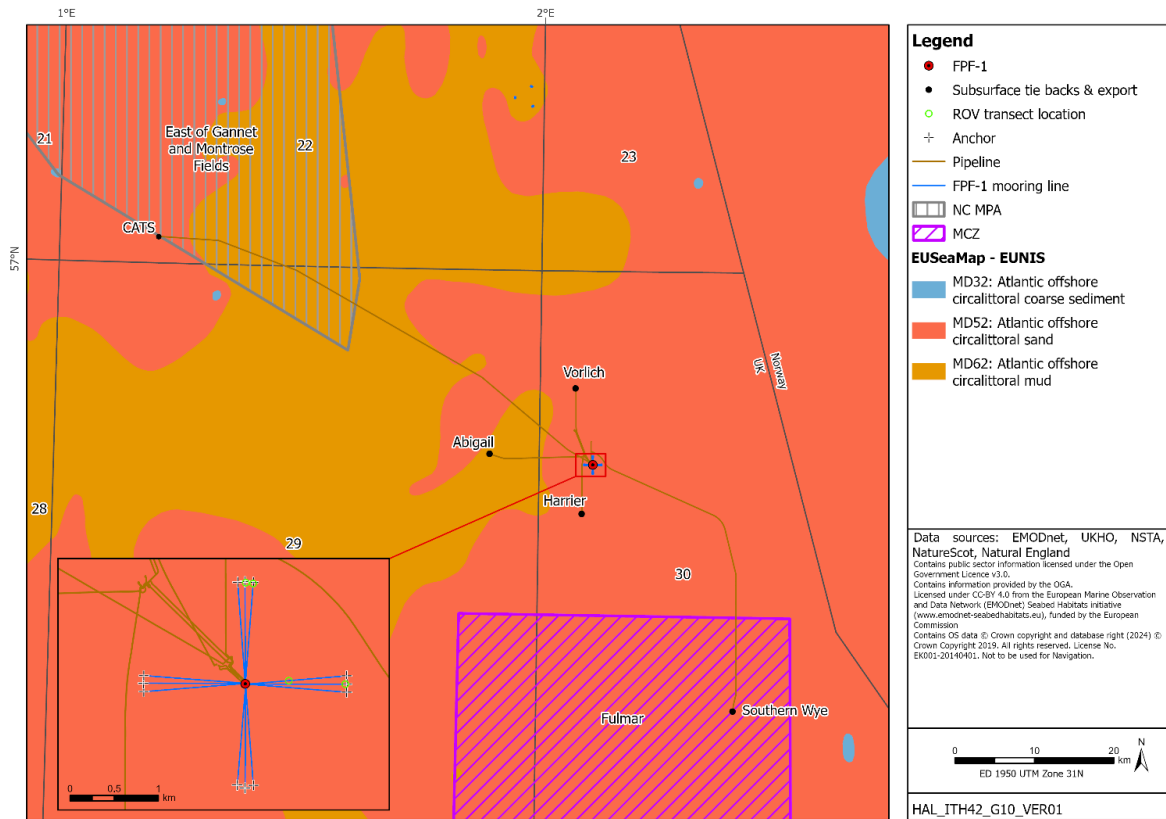 1°E
2°E
57°N
21
East of Gannet
and Montrose
Fields
22
23
CATS
Norway
UK
Vorlich
Abigail
Harrier
28
29
30
Fulmar
Southern Wye
0 0.5 1
km
Legend
FPF-1
Subsurface tie backs & export
ROV transect location
Anchor
Pipeline
FPF-1 mooring line
NC MPA
MCZ
EUSeaMap - EUNIS
MD32: Atlantic offshore
circalittoral coarse sediment
MD52: Atlantic offshore
circalittoral sand
MD62: Atlantic offshore
circalittoral mud
Data sources: EMODnet, UKHO, NSTA,
NatureScot, Natural England
Contains public sector information licensed under the Open
Government Licence v3.0.
Contains information provided by the OGA.
Licensed under CC-BY 4.0 from the European Marine Observation
and Data Network (EMODnet) Seabed Habitats initiative
(www.emodnet-seabedhabitats.eu), funded by the European
Commission
Contains OS data © Crown copyright and database right (2024) ©
Crown Copyright 2019. All rights reserved. License No.
EK001-20140401. Not to be used for Navigation.
0 10 20
km
N
ED 1950 UTM Zone 31N
HAL_ITH42_G10_VER01